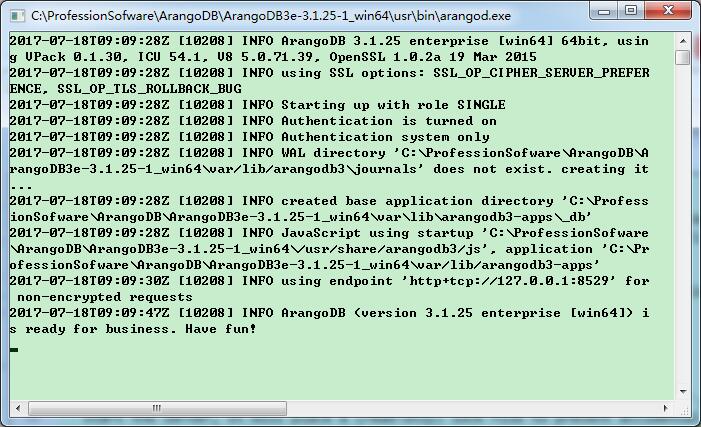 C:\ProfessionSofware\ArangoDB\ArangoDB3e-3.1.25-1_win64\usr\bin\arangod.exe
2017-07-18T09:09:28Z [10208] INFO ArangoDB 3.1.25 enterprise [win64] 64bit, usin
g VPack 0.1.30, ICU 54.1, V8 5.0.71.39, OpenSSL 1.0.2a 19 Mar 2015
2017-07-18T09:09:28Z [10208] INFO using SSL options: SSL_OP_CIPHER_SERVER_PREFER
ENCE, SSL_OP_TLS_ROLLBACK_BUG
2017-07-18T09:09:28Z [10208] INFO Starting up with role SINGLE
2017-07-18T09:09:28Z [10208] INFO Authentication is turned on
2017-07-18T09:09:28Z [10208] INFO Authentication system only
2017-07-18T09:09:28Z [10208] INFO WAL directory 'C:\ProfessionSofware\ArangoDB\A
rangoDB3e-3.1.25-1_win64\var/lib/arangodb3\journals' does not exist. creating it
...
2017-07-18T09:09:28Z [10208] INFO created base application directory 'C:\Profess
ionSofware\ArangoDB\ArangoDB3e-3.1.25-1_win64\var\lib\arangodb3-apps\_db'
2017-07-18T09:09:28Z [10208] INFO JavaScript using startup 'C:\ProfessionSofware
\ArangoDB\ArangoDB3e-3.1.25-1_win64\/usr/share/arangodb3/js', application 'C:\Pr
ofessionSofware\ArangoDB\ArangoDB3e-3.1.25-1_win64\var/lib/arangodb3-apps'
2017-07-18T09:09:30Z [10208] INFO using endpoint 'http+tcp://127.0.0.1:8529' for
 non-encrypted requests
2017-07-18T09:09:47Z [10208] INFO ArangoDB (version 3.1.25 enterprise [win64]) i
s ready for business. Have fun!